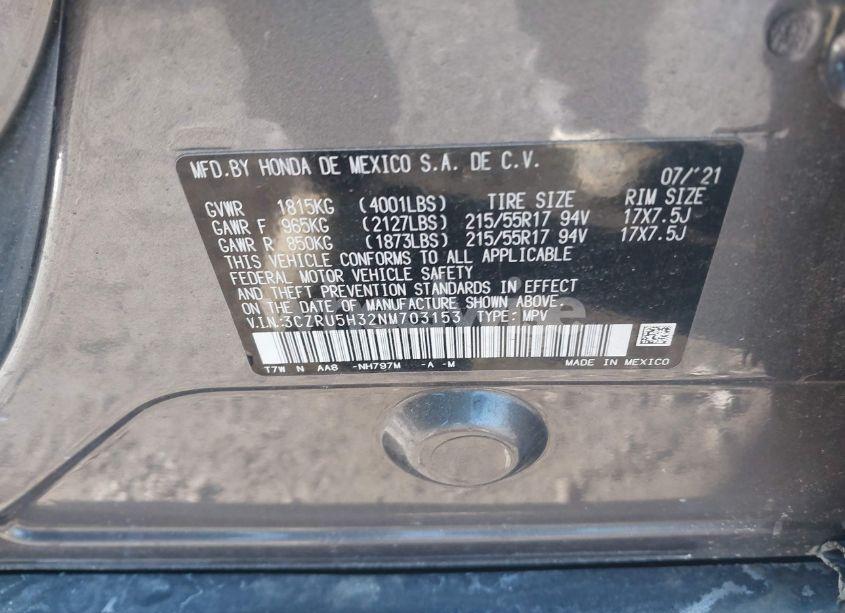 MFD.BY HONDA DE MEXICO S.A. DE C.V. 07/'21
GVWR 1815KG (4001LBS) TIRE SIZE RIM SIZE
GAWR F 965KG (2127LBS) 215/55R17 94V 17X7.5J
GAWR R 850KG (1873LBS) 215/55R17 94V 17X7.5J
THIS VEHICLE CONFORMS TO ALL APPLICABLE
FEDERAL MOTOR VEHICLE SAFETY
AND THEFT PREVENTION STANDARDS IN EFFECT
ON THE DATE OF MANUFACTURE SHOWN ABOVE.
V.I.N:3CZRU5H32NM703153 TYPE: MPV
T7W N AA8 -NH797M -A -M MADE IN MEXICO